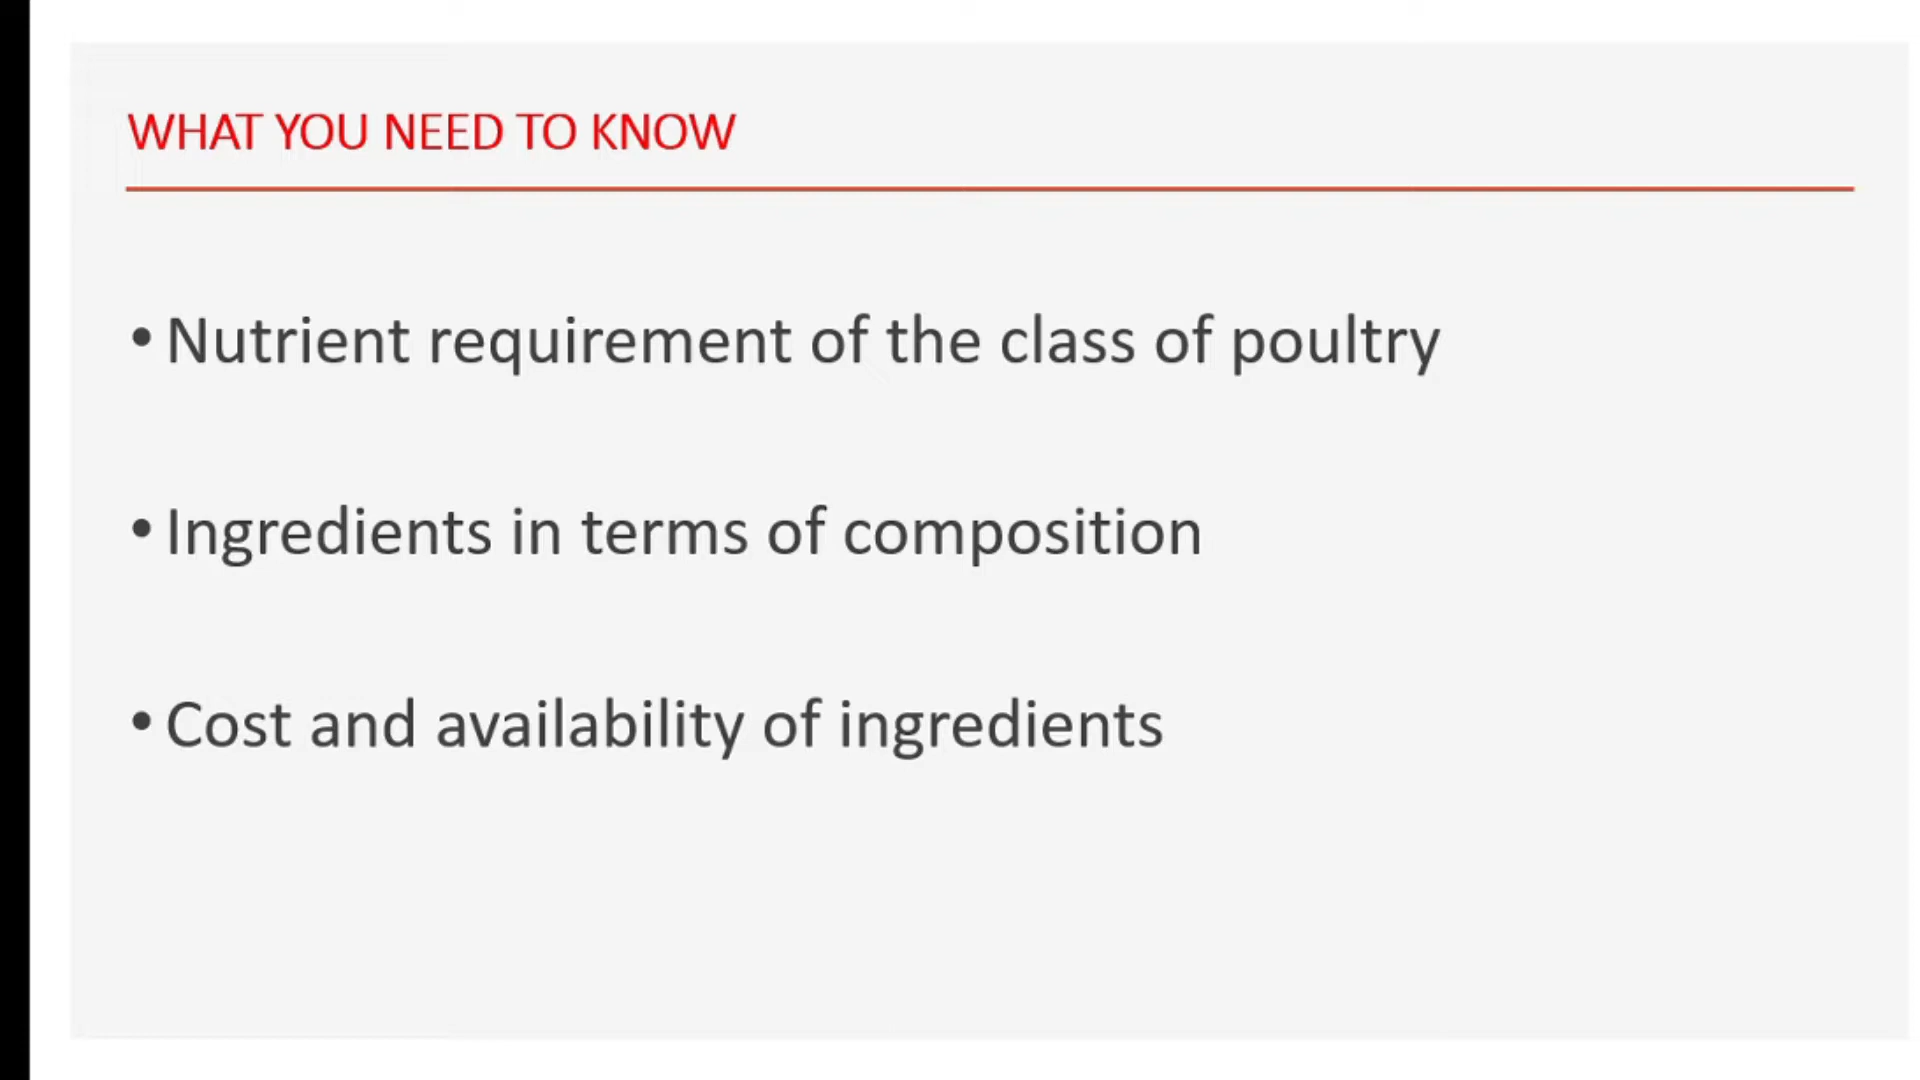 WHAT YOU NEED TO KNOW
• Nutrient requirement of the class of poultry
• Ingredients in terms of composition
• Cost and availability of ingredients